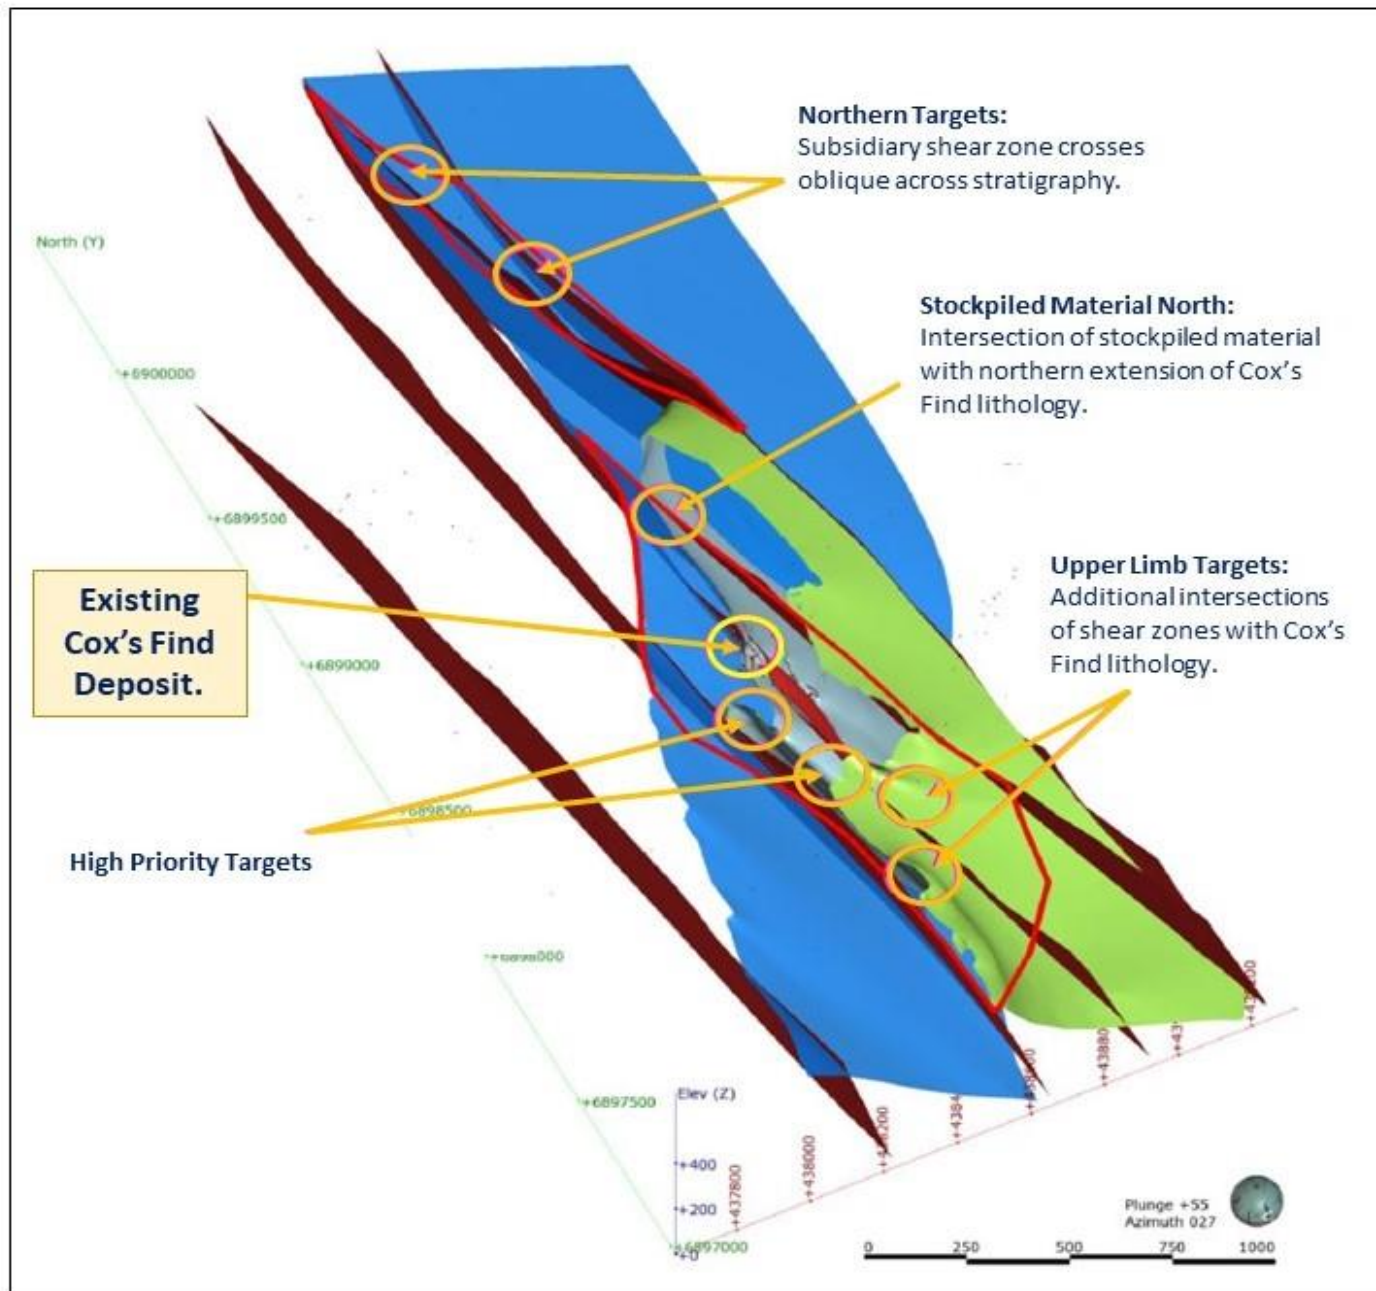 Northern Targets:
Subsidiary shear zone crosses
oblique across stratigraphy.
North (Y)
Stockpiled Material North:
Intersection of stockpiled material
with northern extension of Cox's
Find lithology.
+6900000
+6899500
Upper Limb Targets:
Additional intersections
of shear zones with Cox's
Find lithology.
Existing
Cox's Find
Deposit.
+6899000
+6898500
High Priority Targets
+6897500
Elev (Z)
+400
+200
+0
+6897000
+437800
+438000
+438200
+43880
Plunge +55
Azimuth 027
0 250 500 750 1000